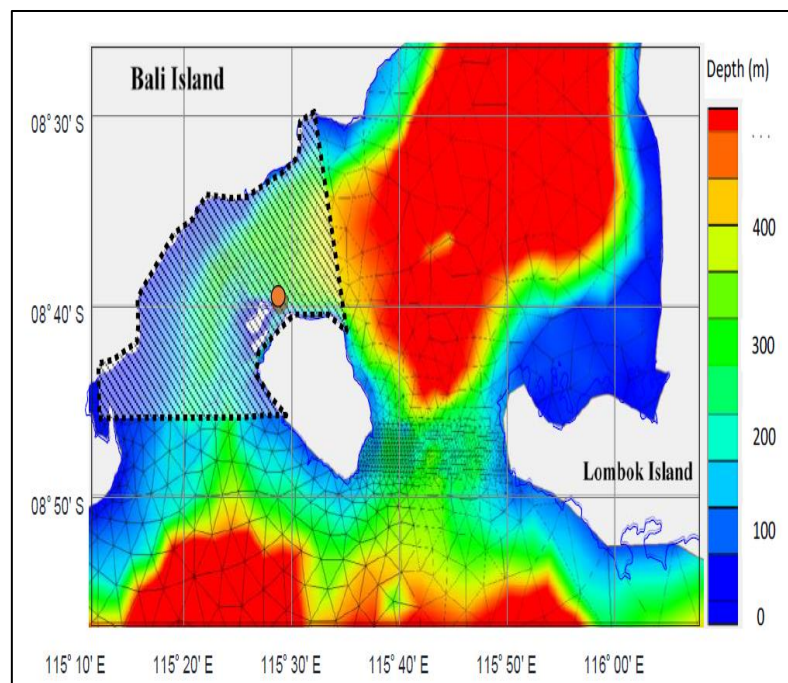 Bali Island
Depth (m)
08° 30' S
. . .
400
08° 40' S
300
200
Lombok Island
08° 50' S
100
0
115° 10' E
115° 20' E
115° 30' E
115° 40' E
115° 50' E
116° 00' E